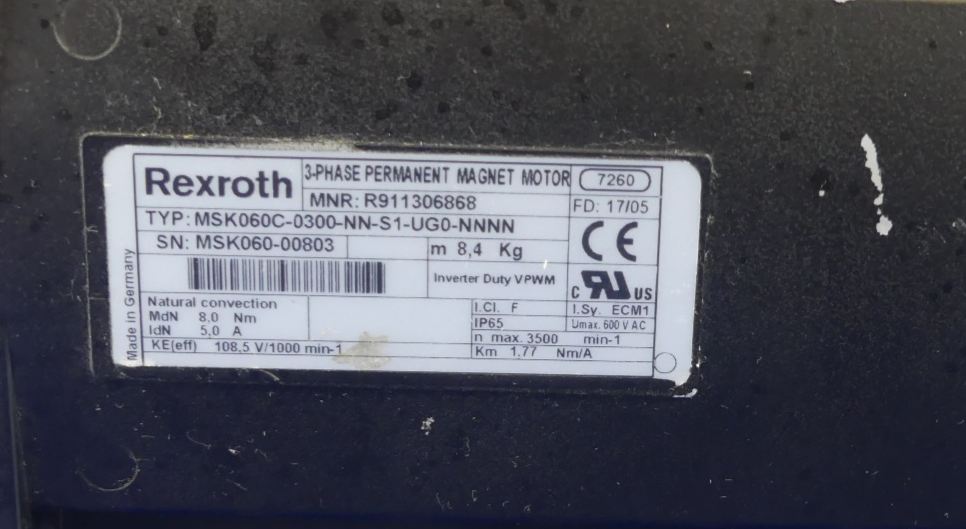 Rexroth
3-PHASE PERMANENT MAGNET MOTOR
7260
MNR: R911306868
FD: 17/05
TYP: MSK060C-0300-NN-S1-UG0-NNNN
CE
SN: MSK060-00803
m 8,4 Kg
Inverter Duty VPWM
c RU US
Made in Germany
Natural convection
MdN 8,0 Nm
IdN 5,0 A
KE(eff) 108,5 V/1000 min-1
I.Cl. F
I.Sy. ECM1
IP65
Umax. 600 V AC
n max. 3500 min-1
Km 1,77 Nm/A